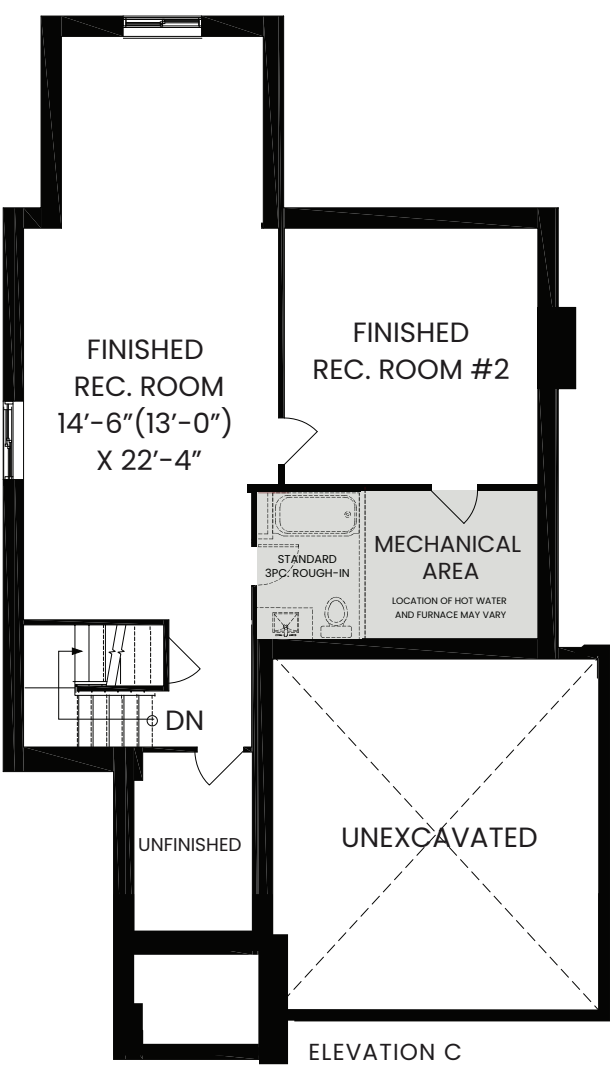 FINISHED
REC. ROOM
14’-6”(13’-0”)
X 22’-4”
FINISHED
REC. ROOM #2
STANDARD
3PC. ROUGH-IN
MECHANICAL
AREA
LOCATION OF HOT WATER
AND FURNACE MAY VARY
DN
UNFINISHED
UNEXCAVATED
ELEVATION C